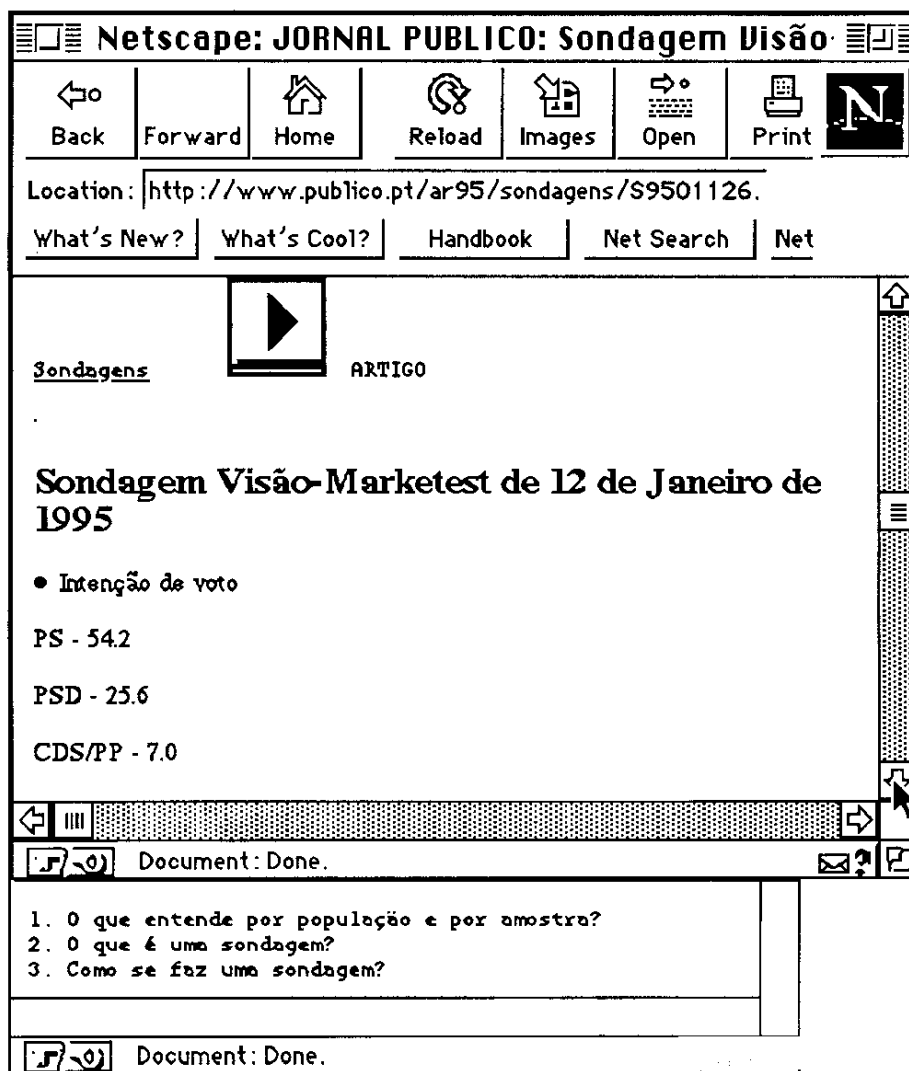 Netscape: JORNAL PUBLICO: Sondagem Visão
Back Forward Home Reload Images Open Print N
Location: http://www.publico.pt/ar95/sondagens/S9501126.
What's New? What's Cool? Handbook Net Search Net
Sondagens ARTIGO
.
Sondagem Visão-Marketest de 12 de Janeiro de
1995
• Intenção de voto
PS - 54.2
PSD - 25.6
CDS/PP - 7.0
Document: Done.
1. O que entende por população e por amostra?
2. O que é uma sondagem?
3. Como se faz uma sondagem?
Document: Done.